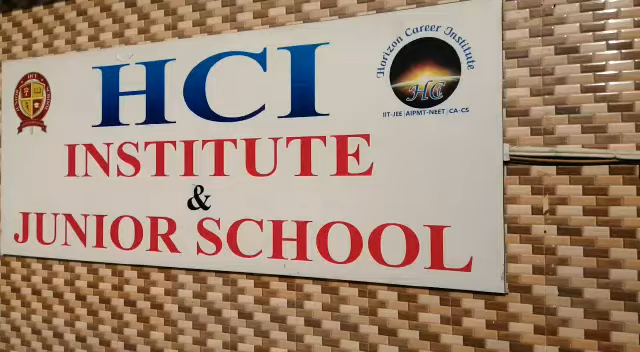 HCI
INSTITUTE
&
JUNIOR SCHOOL
Horizon Career Institute
HCI
IIT-JEE | AIPMT-NEET | CA-CS